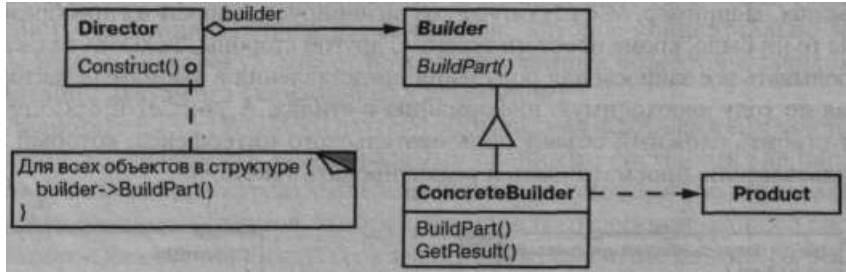 builder
Director
Construct()
Builder
BuildPart()
Для всех объектов в структуре {
builder->BuildPart()
}
ConcreteBuilder
BuildPart()
GetResult()
Product